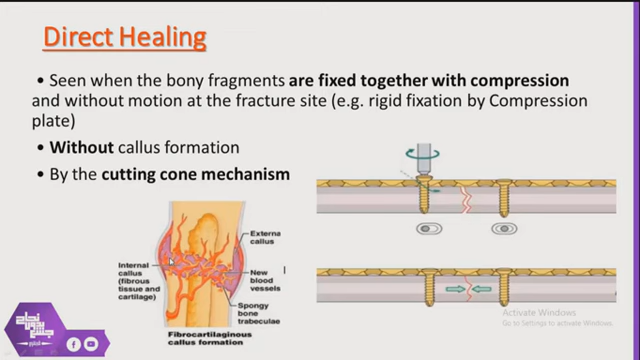 Direct Healing
• Seen when the bony fragments are fixed together with compression
and without motion at the fracture site (e.g. rigid fixation by Compression
plate)
• Without callus formation
• By the cutting cone mechanism
Externa
callus
Internal
callus
(fibrous
tissue and
cartilage)
New
blood
vessels
Spongy
bone
trabeculae
Fibrocartilaginous
callus formation
Activate Windows
Go to Settings to activate Windows.